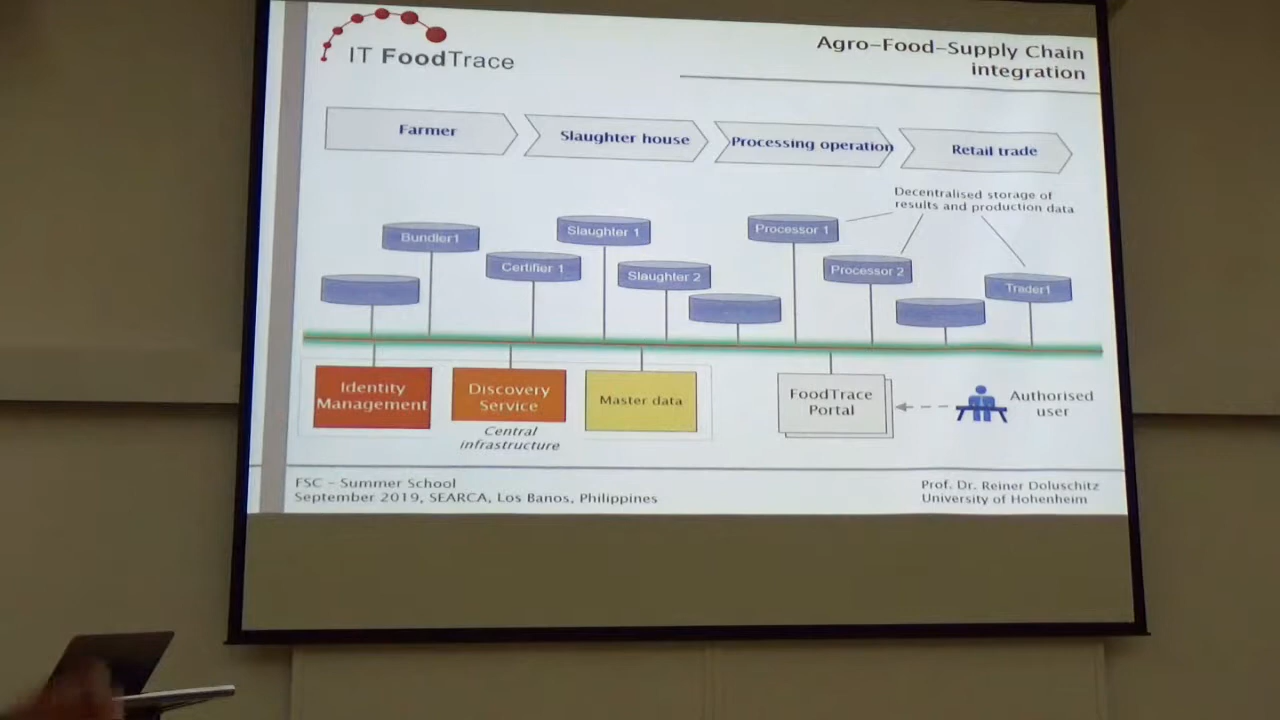 IT FoodTrace
Agro-Food-Supply Chain
integration
Farmer
Slaughter house
Processing operation
Retail trade
Decentralised storage of
results and production data
Bundler1
Certifier 1
Slaughter 1
Slaughter 2
Processor 1
Processor 2
Trader1
Identity
Management
Discovery
Service
Central
infrastructure
Master data
FoodTrace
Portal
Authorised
user
FSC - Summer School
September 2019, SEARCA, Los Banos, Philippines
Prof. Dr. Reiner Doluschitz
University of Hohenheim